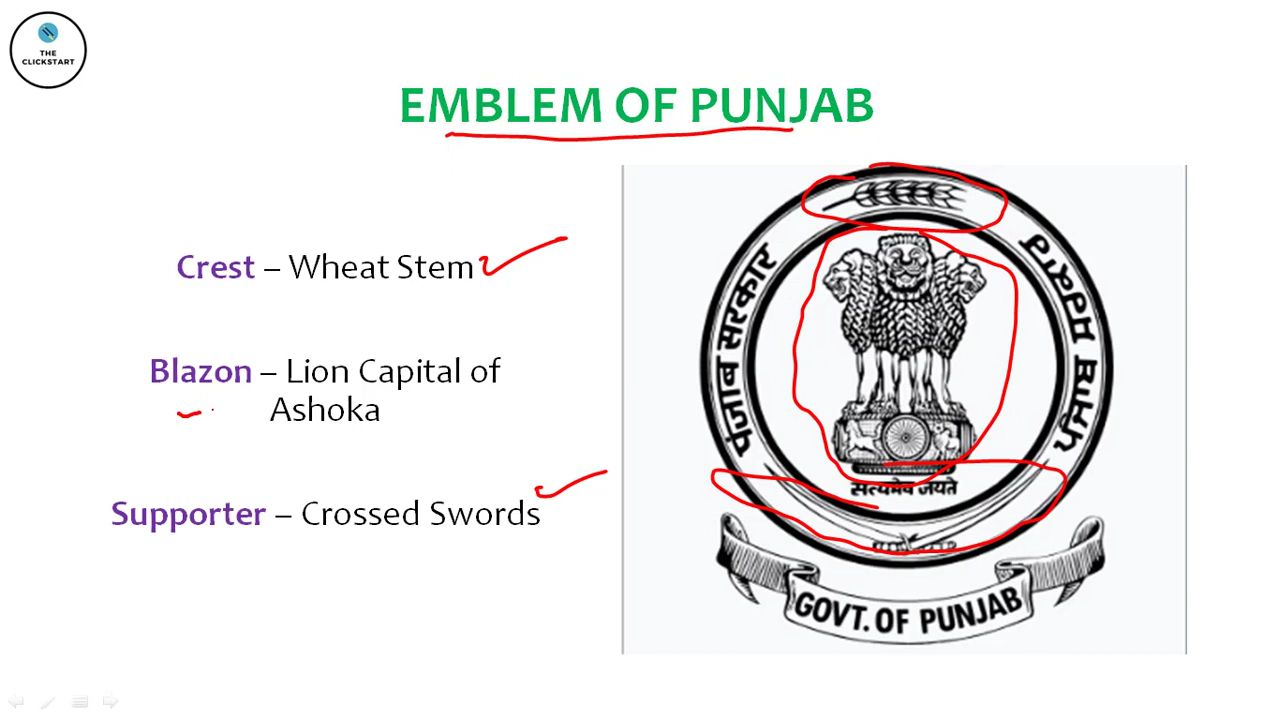 THE
CLICKSTART
EMBLEM OF PUNJAB
Crest – Wheat Stem
Blazon – Lion Capital of
Ashoka
Supporter – Crossed Swords
पंजाब सरकार
ਪੰਜਾਬ ਸਰਕਾਰ
सत्यमेव जयते
GOVT. OF PUNJAB